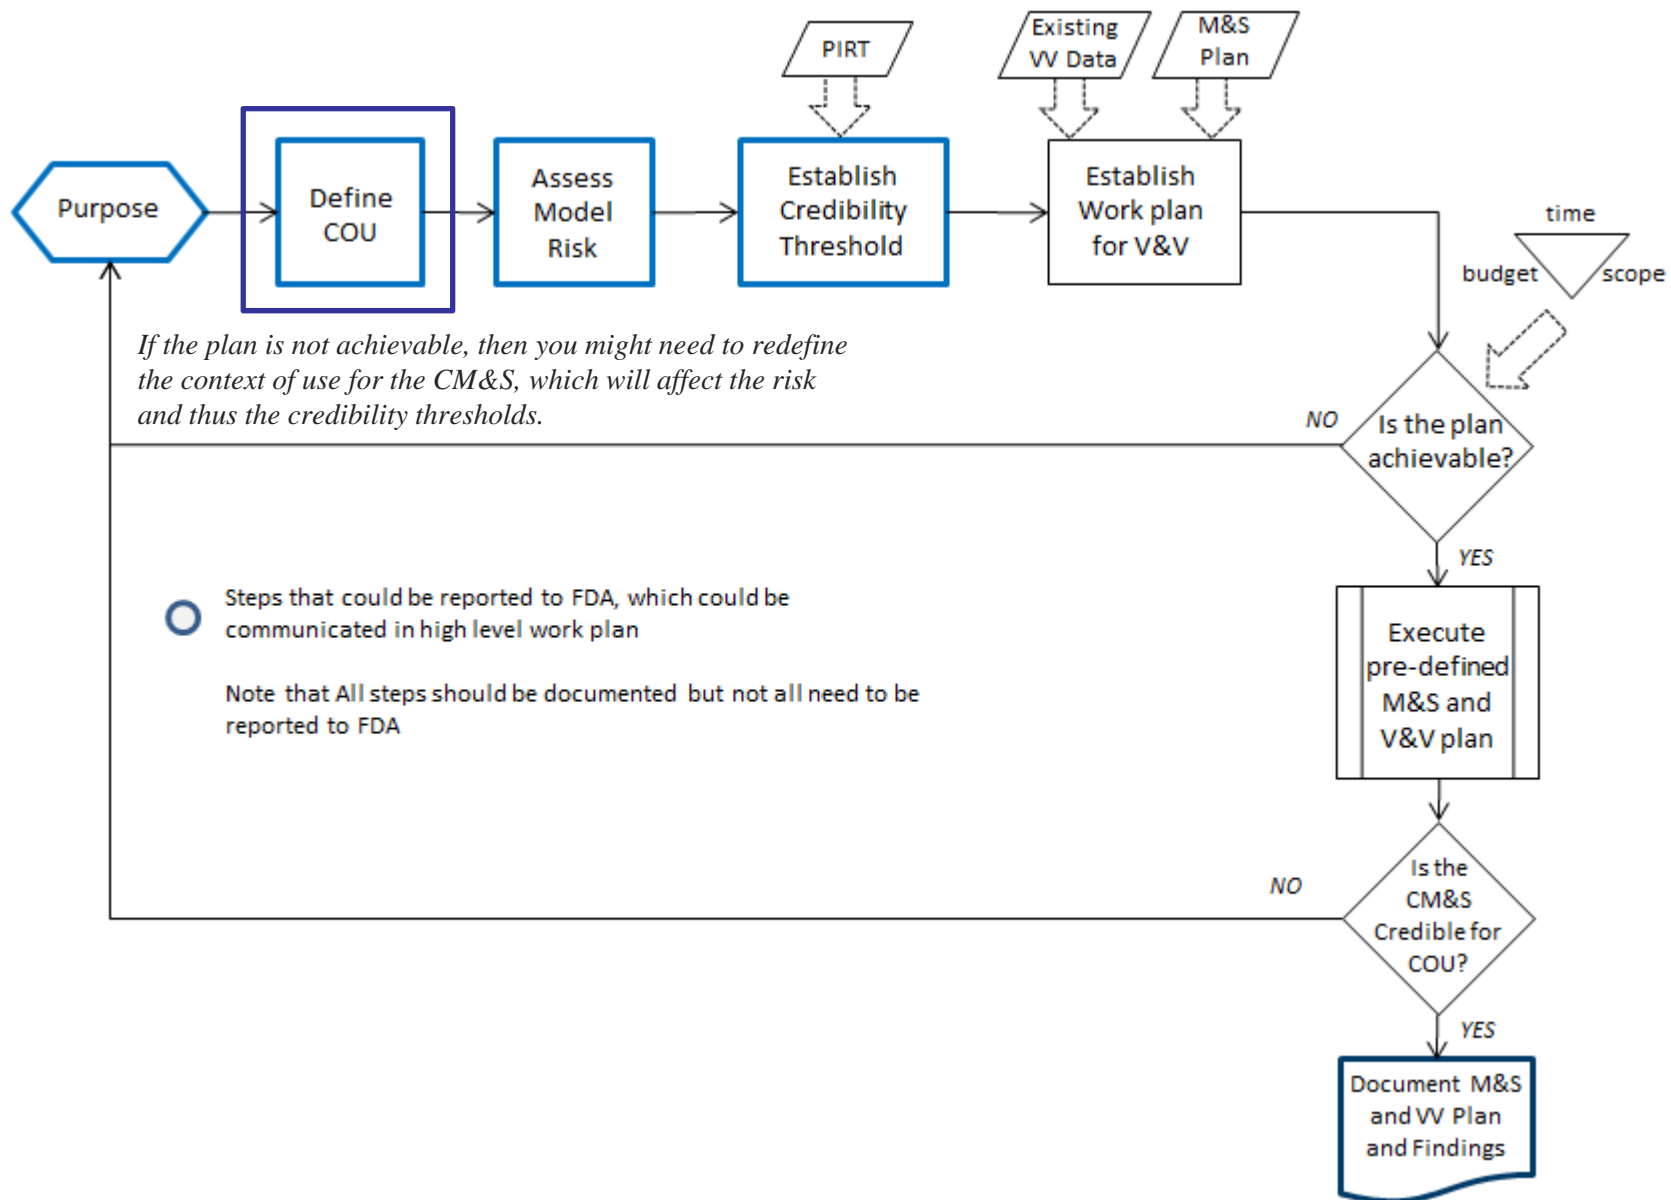 PIRT
Existing
VV Data
M&S
Plan
Purpose
Define
COU
Assess
Model
Risk
Establish
Credibility
Threshold
Establish
Work plan
for V&V
time
budget
scope
If the plan is not achievable, then you might need to redefine
the context of use for the CM&S, which will affect the risk
and thus the credibility thresholds.
NO
Is the plan
achievable?
YES
Steps that could be reported to FDA, which could be
communicated in high level work plan
Note that All steps should be documented but not all need to be
reported to FDA
Execute
pre-defined
M&S and
V&V plan
NO
Is the
CM&S
Credible for
COU?
YES
Document M&S
and VV Plan
and Findings